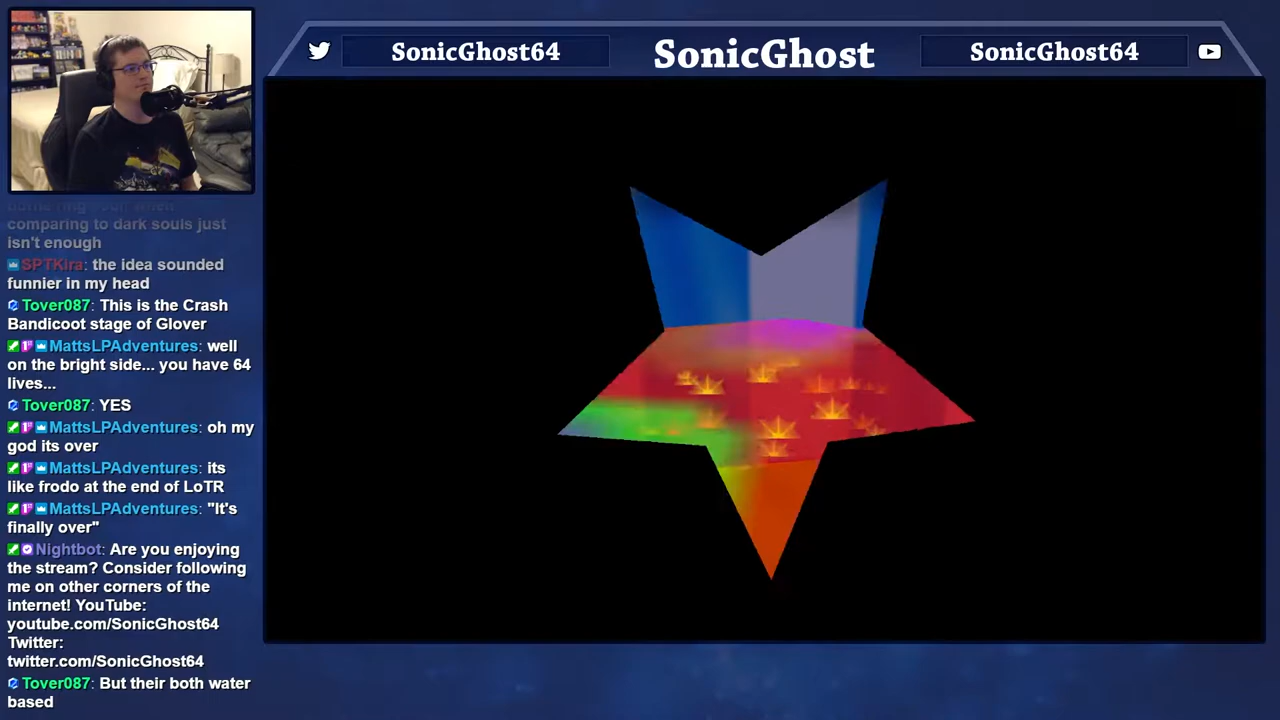 SonicGhost64
SonicGhost
SonicGhost64
comparing to dark souls just
isn't enough
SPTKira: the idea sounded
funnier in my head
Tover087: This is the Crash
Bandicoot stage of Glover
MattsLPAdventures: well
on the bright side... you have 64
lives...
Tover087: YES
MattsLPAdventures: oh my
god its over
MattsLPAdventures: its
like frodo at the end of LoTR
MattsLPAdventures: "It's
finally over"
Nightbot: Are you enjoying
the stream? Consider following
me on other corners of the
internet! YouTube:
youtube.com/SonicGhost64
Twitter:
twitter.com/SonicGhost64
Tover087: But their both water
based